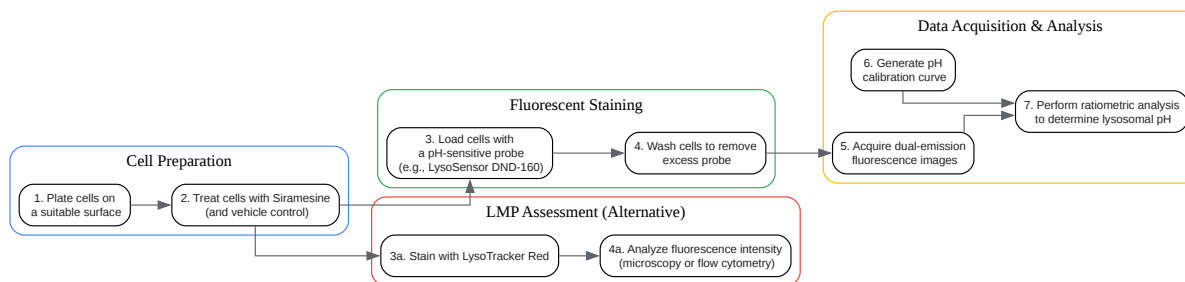 Cell Preparation
1. Plate cells on
a suitable surface
2. Treat cells with Siramesine
(and vehicle control)
Fluorescent Staining
3. Load cells with
a pH-sensitive probe
(e.g., LysoSensor DND-160)
4. Wash cells to remove
excess probe
LMP Assessment (Alternative)
3a. Stain with LysoTracker Red
4a. Analyze fluorescence intensity
(microscopy or flow cytometry)
Data Acquisition & Analysis
6. Generate pH
calibration curve
5. Acquire dual-emission
fluorescence images
7. Perform ratiometric analysis
to determine lysosomal pH